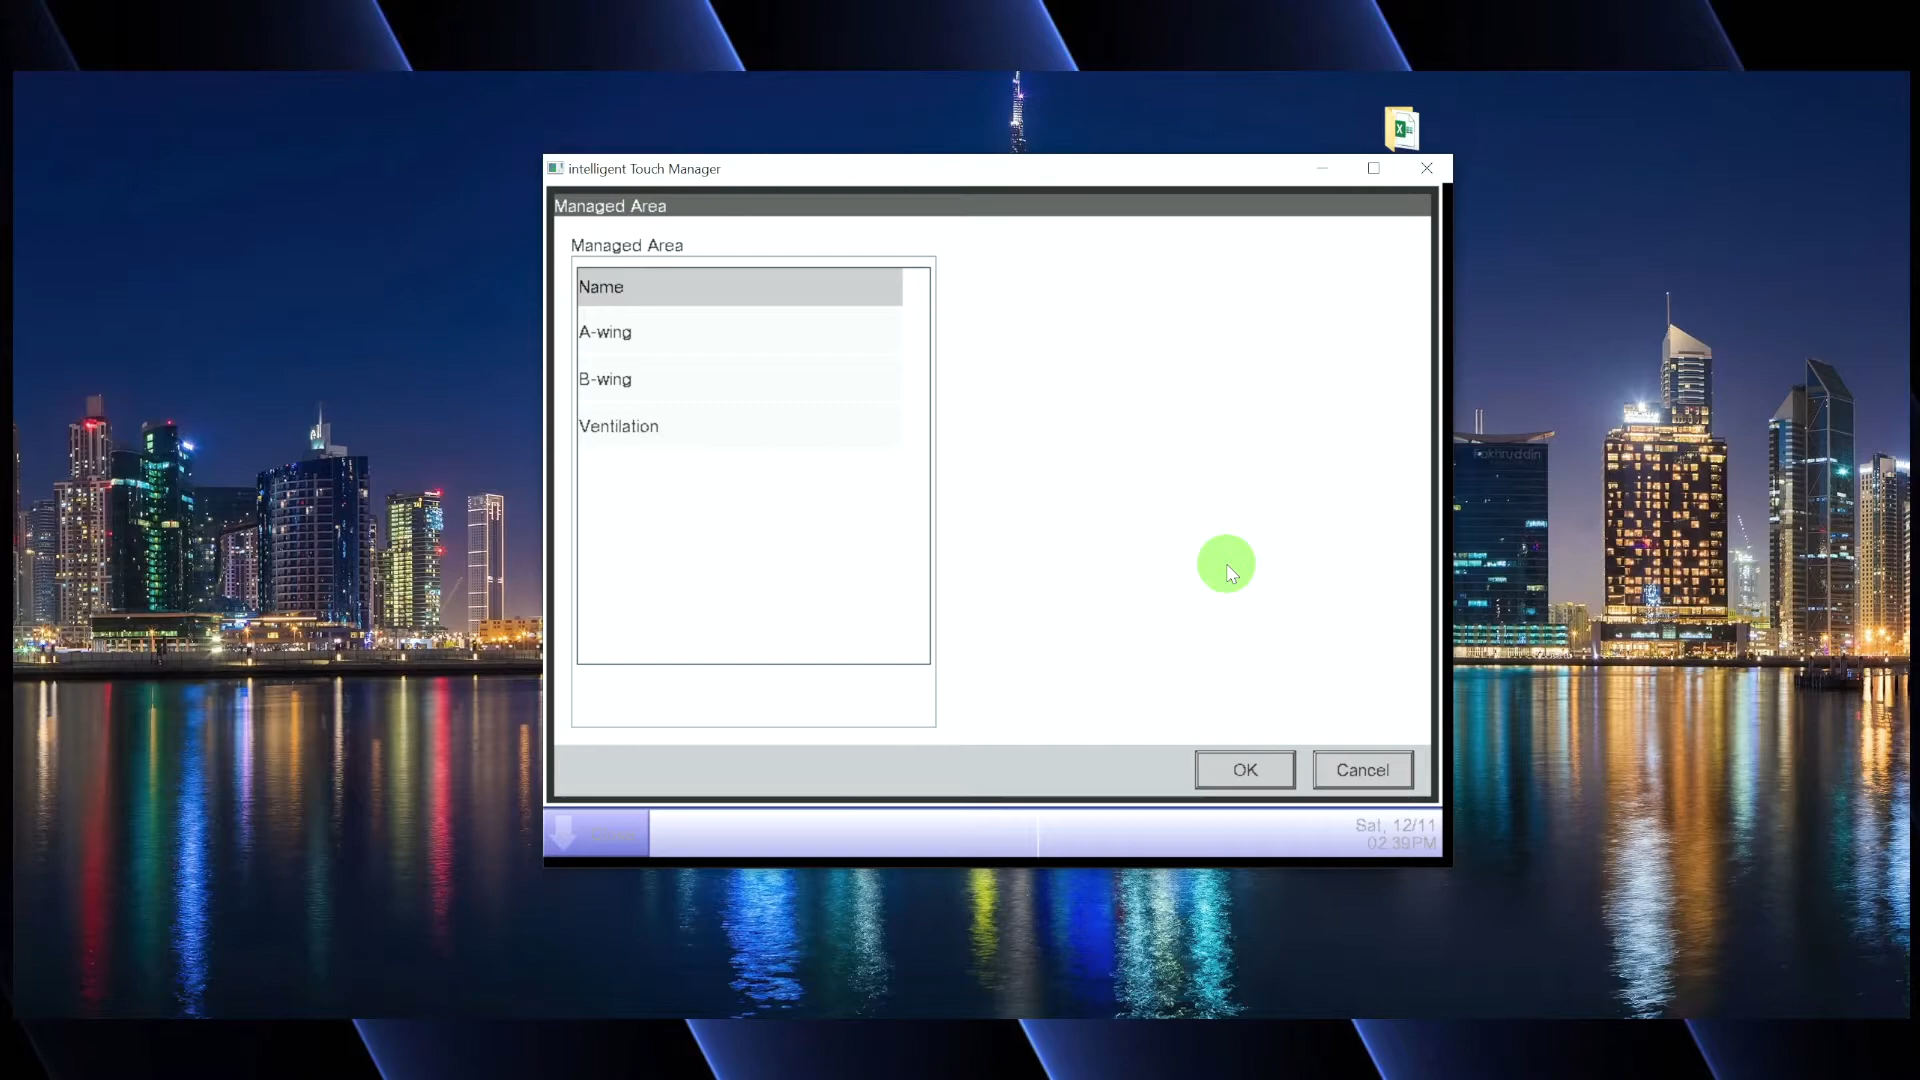 intelligent Touch Manager
Managed Area
Managed Area
Name
A-wing
B-wing
Ventilation
OK
Cancel
Sat, 12/11
02:39PM